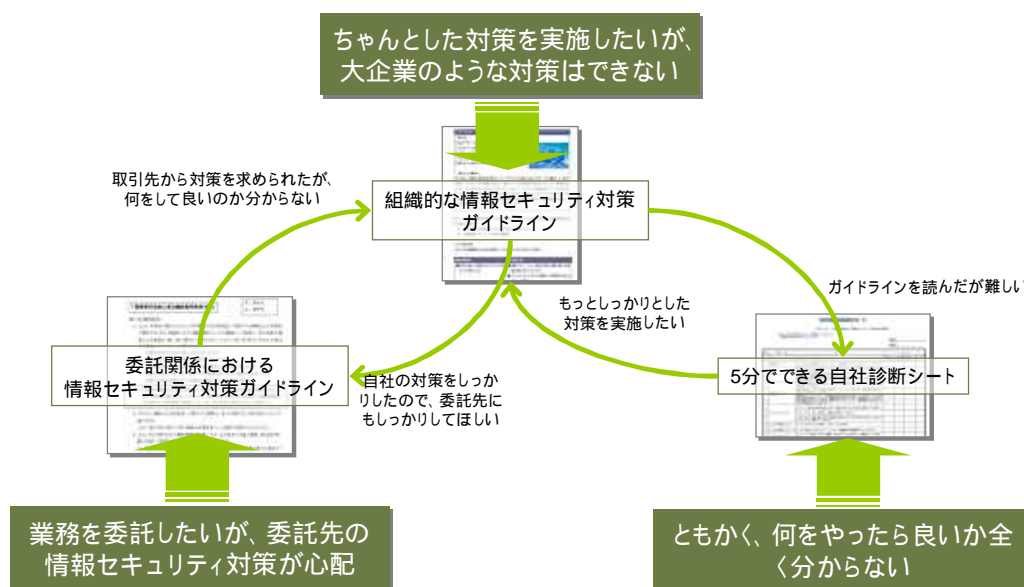 ちゃんとした対策を実施したいが、
大企業のような対策はできない
取引先から対策を求められたが、
何をして良いのか分からない
組織的な情報セキュリティ対策
ガイドライン
ガイドラインを読んだが難しい
もっとしっかりとした
対策を実施したい
委託関係における
情報セキュリティ対策ガイドライン
自社の対策をしっか
りしたので、委託先に
もしっかりしてほしい
5分でできる自社診断シート
業務を委託したいが、委託先の
情報セキュリティ対策が心配
ともかく、何をやったら良いか全
く分からない